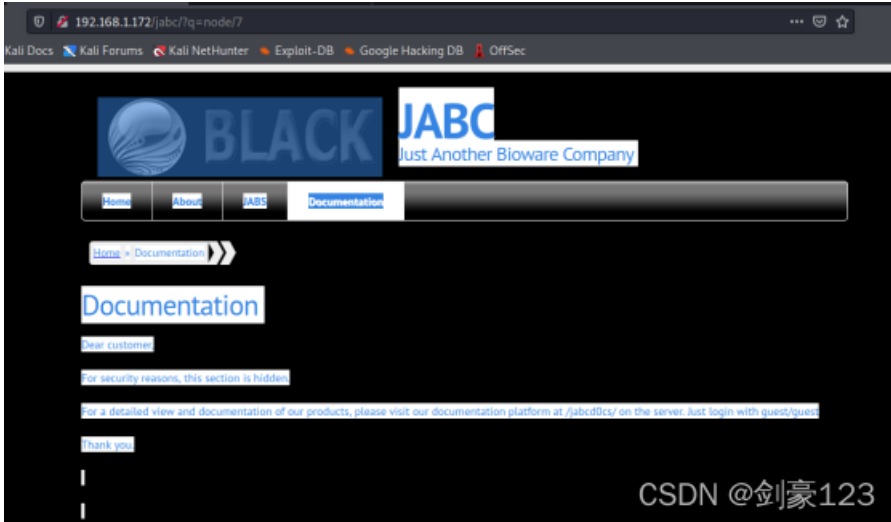 192.168.1.172/jabc/?q=node/7
Kali Docs Kali Forums Kali NetHunter Exploit-DB Google Hacking DB OffSec
BLACK
JABC
Just Another Bioware Company
Home About JABS Documentation
Home » Documentation
Documentation
Dear customer,
For security reasons, this section is hidden.
For a detailed view and documentation of our products, please visit our documentation platform at /jabcd0cs/ on the server. Just login with guest/guest
Thank you.
CSDN @剑豪123